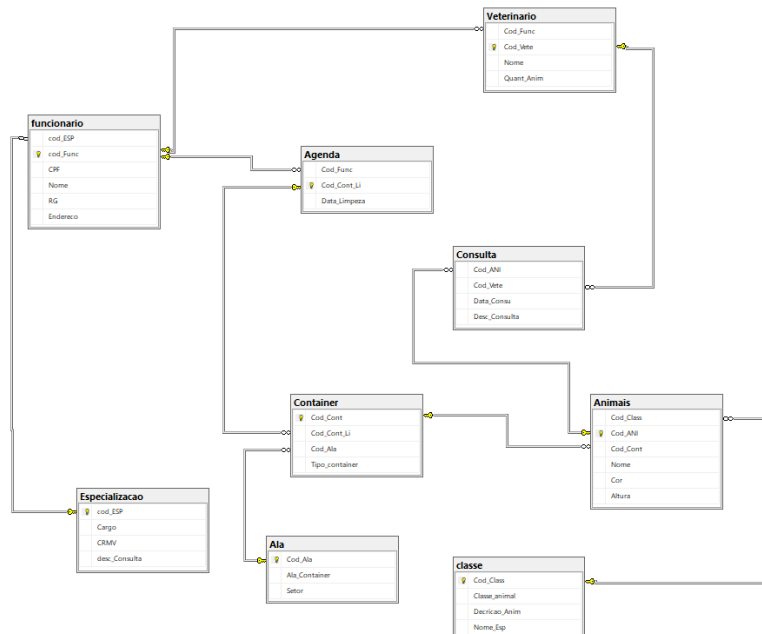 Veterinario
Cod_Func
Cod_Vete
Nome
Quant_Anim
funcionario
cod_ESP
cod_Func
CPF
Nome
RG
Endereco
Agenda
Cod_Func
Cod_Cont_Li
Data_Limpeza
Consulta
Cod_ANI
Cod_Vete
Data_Consu
Desc_Consulta
Container
Cod_Cont
Cod_Cont_Li
Cod_Ala
Tipo_container
Animais
Cod_Class
Cod_ANI
Cod_Cont
Nome
Cor
Altura
Especializacao
cod_ESP
Cargo
CRMV
desc_Consulta
Ala
Cod_Ala
Ala_Container
Setor
classe
Cod_Class
Classe_animal
Decricao_Anim
Nome_Esp